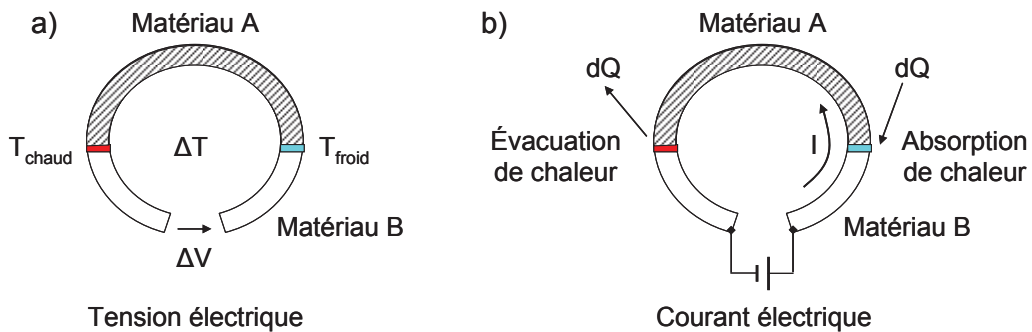 a)
Matériau A
T chaud
ΔT
T froid
Matériau B
ΔV
Tension électrique
b)
Matériau A
dQ
dQ
Évacuation
de chaleur
I
Absorption
de chaleur
Matériau B
Courant électrique